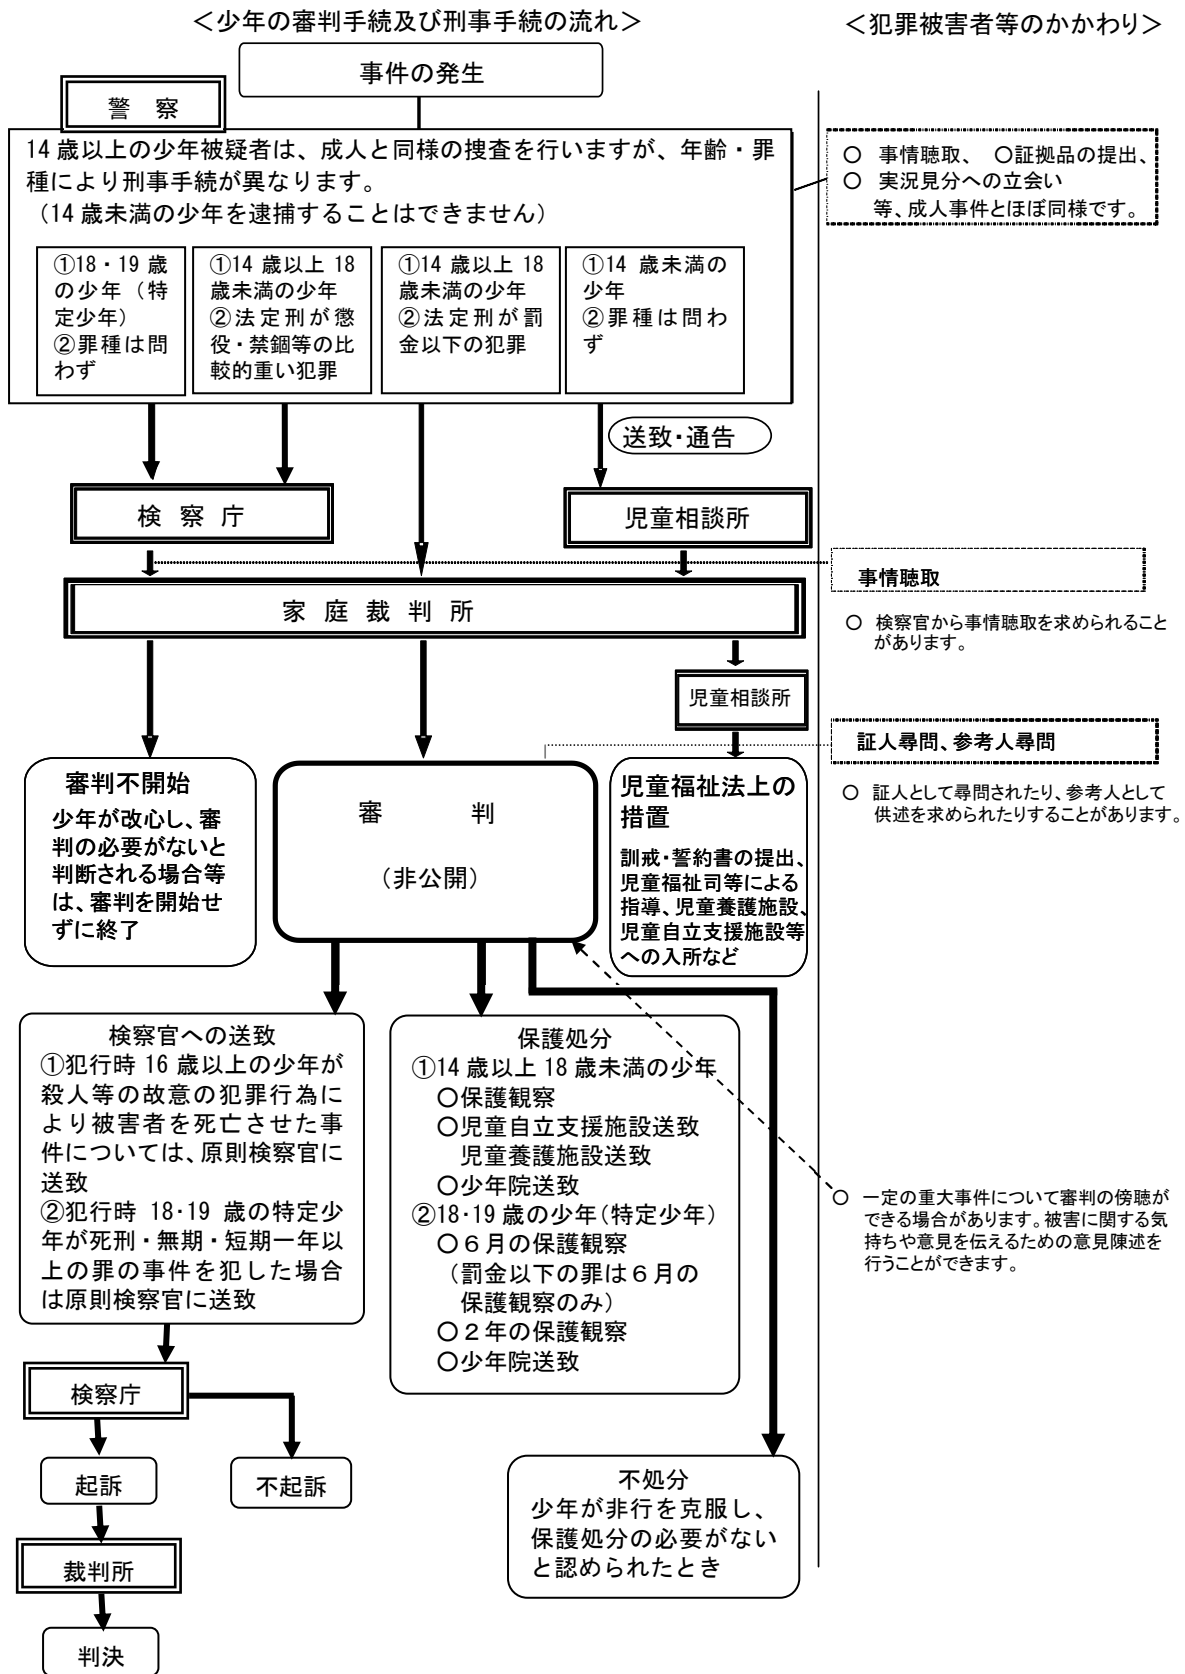 ＜少年の審判手続及び刑事手続の流れ＞
＜犯罪被害者等のかかわり＞
事件の発生
警　察
14 歳以上の少年被疑者は、成人と同様の捜査を行いますが、年齢・罪
種により刑事手続が異なります。
（14 歳未満の少年を逮捕することはできません）
①18・19 歳
の少年（特
定少年）
②罪種は問
わず
①14 歳以上 18
歳未満の少年
②法定刑が懲
役・禁錮等の比
較的重い犯罪
①14 歳以上 18
歳未満の少年
②法定刑が罰
金以下の犯罪
①14 歳未満の
少年
②罪種は問わ
ず
○ 事情聴取、 ○証拠品の提出、
○ 実況見分への立会い
等、成人事件とほぼ同様です。
送致・通告
検 察 庁
児童相談所
事情聴取
○ 検察官から事情聴取を求められること
があります。
家 庭 裁 判 所
児童相談所
証人尋問、参考人尋問
○ 証人として尋問されたり、参考人として
供述を求められたりすることがあります。
審判不開始
少年が改心し、審
判の必要がないと
判断される場合等
は、審判を開始せ
ずに終了
審　　判
（非公開）
児童福祉法上の
措置
訓戒・誓約書の提出、
児童福祉司等による
指導、児童養護施設、
児童自立支援施設等
への入所など
検察官への送致
①犯行時 16 歳以上の少年が
殺人等の故意の犯罪行為に
より被害者を死亡させた事
件については、原則検察官に
送致
②犯行時 18・19 歳の特定少
年が死刑・無期・短期一年以
上の罪の事件を犯した場合
は原則検察官に送致
保護処分
①14 歳以上 18 歳未満の少年
○保護観察
○児童自立支援施設送致
児童養護施設送致
○少年院送致
②18・19 歳の少年（特定少年）
○６月の保護観察
（罰金以下の罪は６月の
保護観察のみ）
○２年の保護観察
○少年院送致
○ 一定の重大事件について審判の傍聴が
できる場合があります。被害に関する気
持ちや意見を伝えるための意見陳述を
行うことができます。
検察庁
起訴
不起訴
不処分
少年が非行を克服し、
保護処分の必要がない
と認められたとき
裁判所
判決